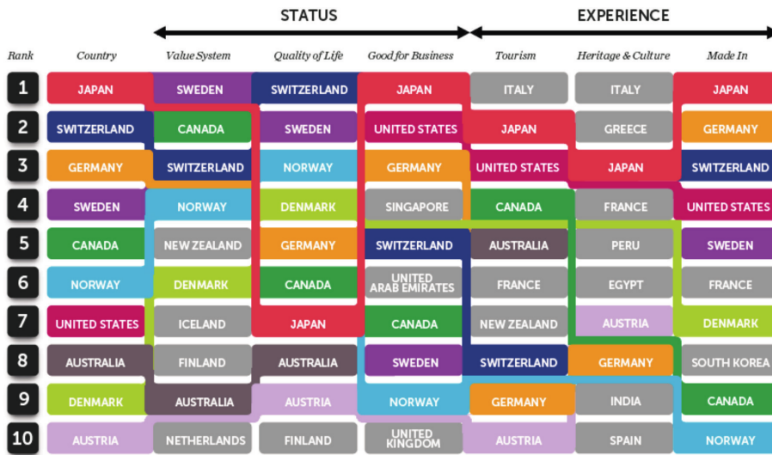 STATUS EXPERIENCE
Rank Country Value System Quality of Life Good for Business Tourism Heritage & Culture Made In
1 JAPAN SWEDEN SWITZERLAND JAPAN ITALY ITALY JAPAN
2 SWITZERLAND CANADA SWEDEN UNITED STATES JAPAN GREECE GERMANY
3 GERMANY SWITZERLAND NORWAY GERMANY UNITED STATES JAPAN SWITZERLAND
4 SWEDEN NORWAY DENMARK SINGAPORE CANADA FRANCE UNITED STATES
5 CANADA NEW ZEALAND GERMANY SWITZERLAND AUSTRALIA PERU SWEDEN
6 NORWAY DENMARK CANADA UNITED ARAB EMIRATES FRANCE EGYPT FRANCE
7 UNITED STATES ICELAND JAPAN CANADA NEW ZEALAND AUSTRIA DENMARK
8 AUSTRALIA FINLAND AUSTRALIA SWEDEN SWITZERLAND GERMANY SOUTH KOREA
9 DENMARK AUSTRALIA AUSTRIA NORWAY GERMANY INDIA CANADA
10 AUSTRIA NETHERLANDS FINLAND UNITED KINGDOM AUSTRIA SPAIN NORWAY